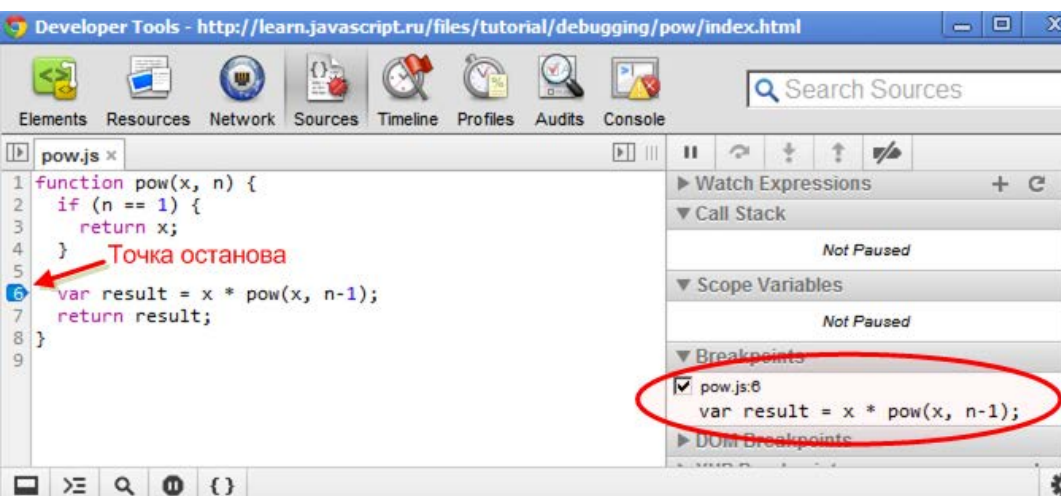 Developer Tools - http://learn.javascript.ru/files/tutorial/debugging/pow/index.html
Elements Resources Network Sources Timeline Profiles Audits Console
Search Sources
pow.js ×
1 function pow(x, n) {
2 if (n == 1) {
3 return x;
4 }
Точка останова
5
6 var result = x * pow(x, n-1);
7 return result;
8 }
9
Watch Expressions
Call Stack
Not Paused
Scope Variables
Not Paused
Breakpoints
pow.js:6
var result = x * pow(x, n-1);
DOM Breakpoints